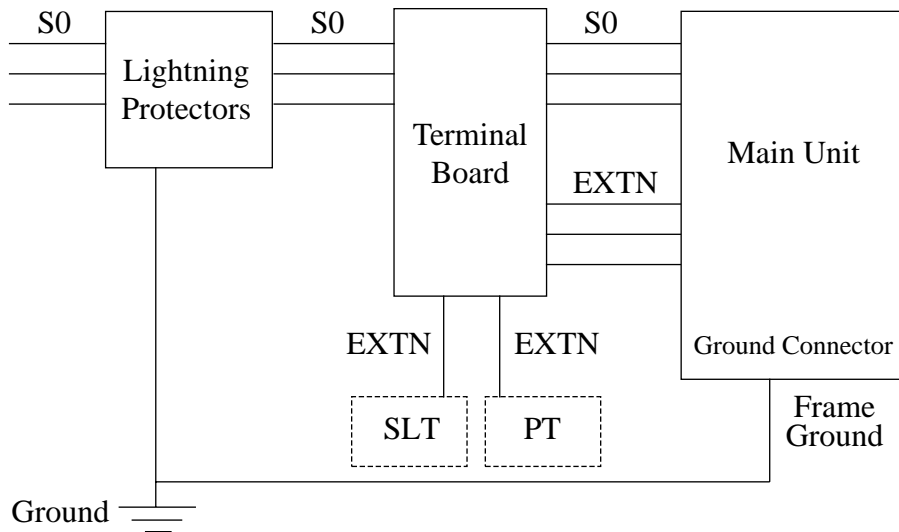 S0
S0
S0
Lightning
Protectors
Terminal
Board
Main Unit
EXTN
EXTN
EXTN
Ground Connector
SLT
PT
Frame
Ground
Ground